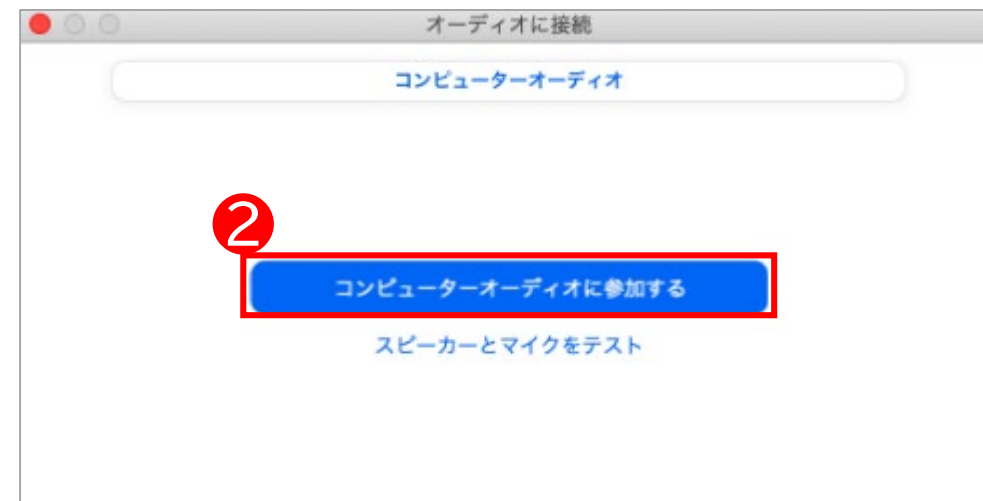 オーディオに接続
コンピューターオーディオ
2
コンピューターオーディオに参加する
スピーカーとマイクをテスト